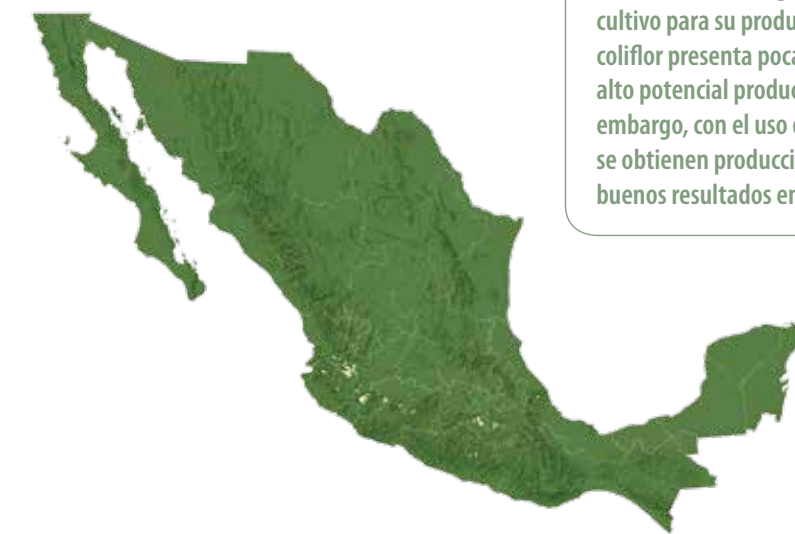 cultivo para su produ
coliflor presenta poca
alto potencial produc
embargo, con el uso
se obtienen producci
buenos resultados en